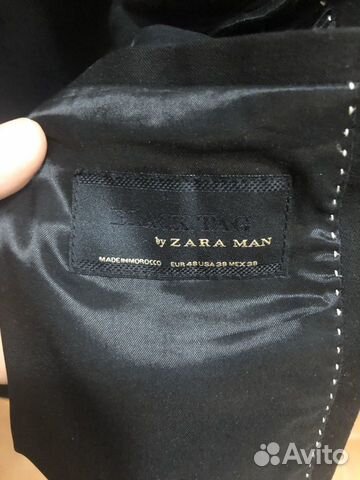 BLACK TAG
by ZARA MAN
MADE IN MOROCCO EUR 48 USA 38 MEX 38
Avito